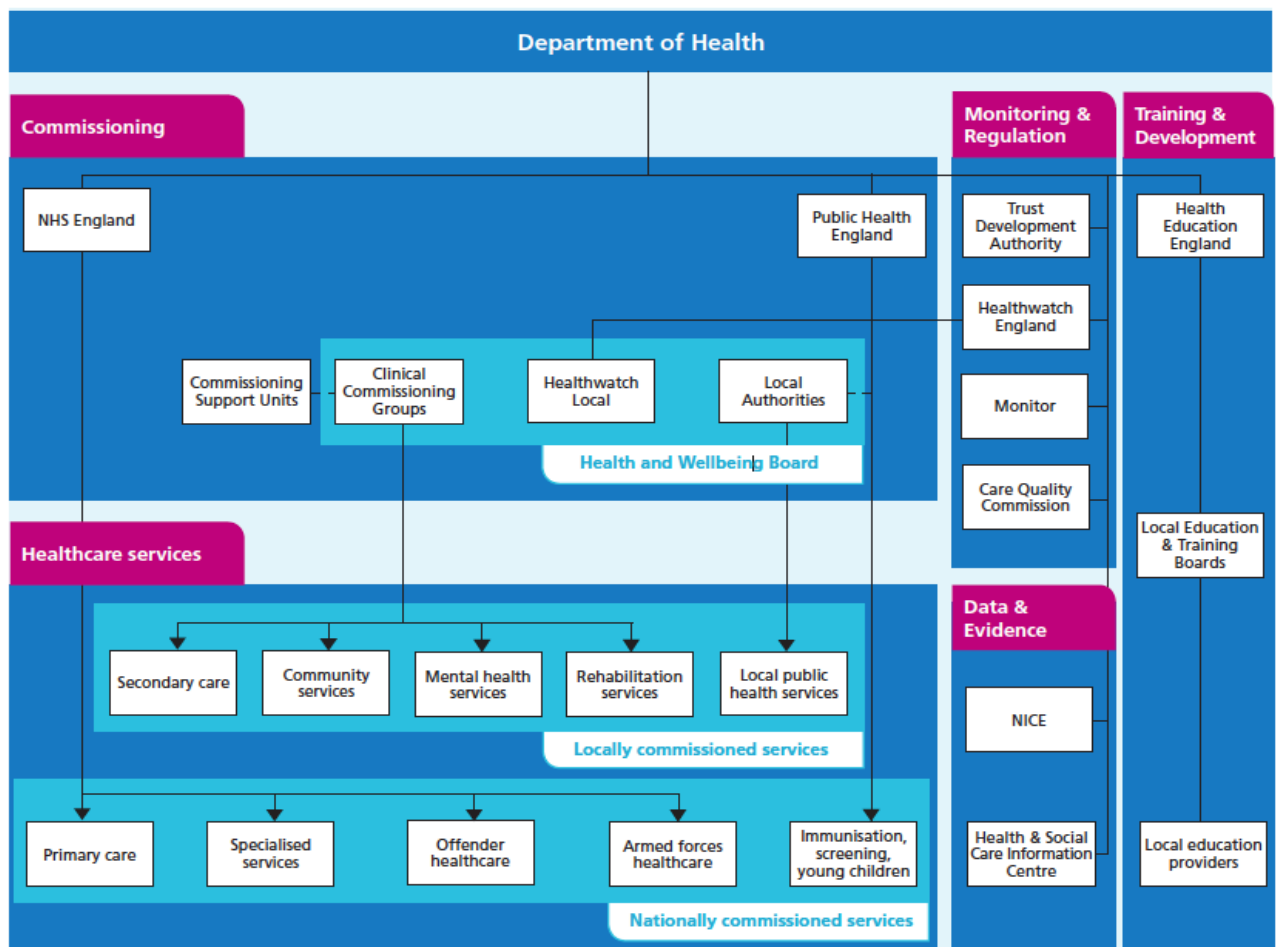 Department of Health
Commissioning
Monitoring &
Regulation
Training &
Development
NHS England
Public Health
England
Trust
Development
Authority
Health
Education
England
Healthwatch
England
Commissioning
Support Units
Clinical
Commissioning
Groups
Healthwatch
Local
Local
Authorities
Monitor
Health and Wellbeing Board
Care Quality
Commission
Healthcare services
Local Education
& Training
Boards
Data &
Evidence
Secondary care
Community
services
Mental health
services
Rehabilitation
services
Local public
health services
NICE
Locally commissioned services
Primary care
Specialised
services
Offender
healthcare
Armed forces
healthcare
Immunisation,
screening,
young children
Health & Social
Care Information
Centre
Local education
providers
Nationally commissioned services